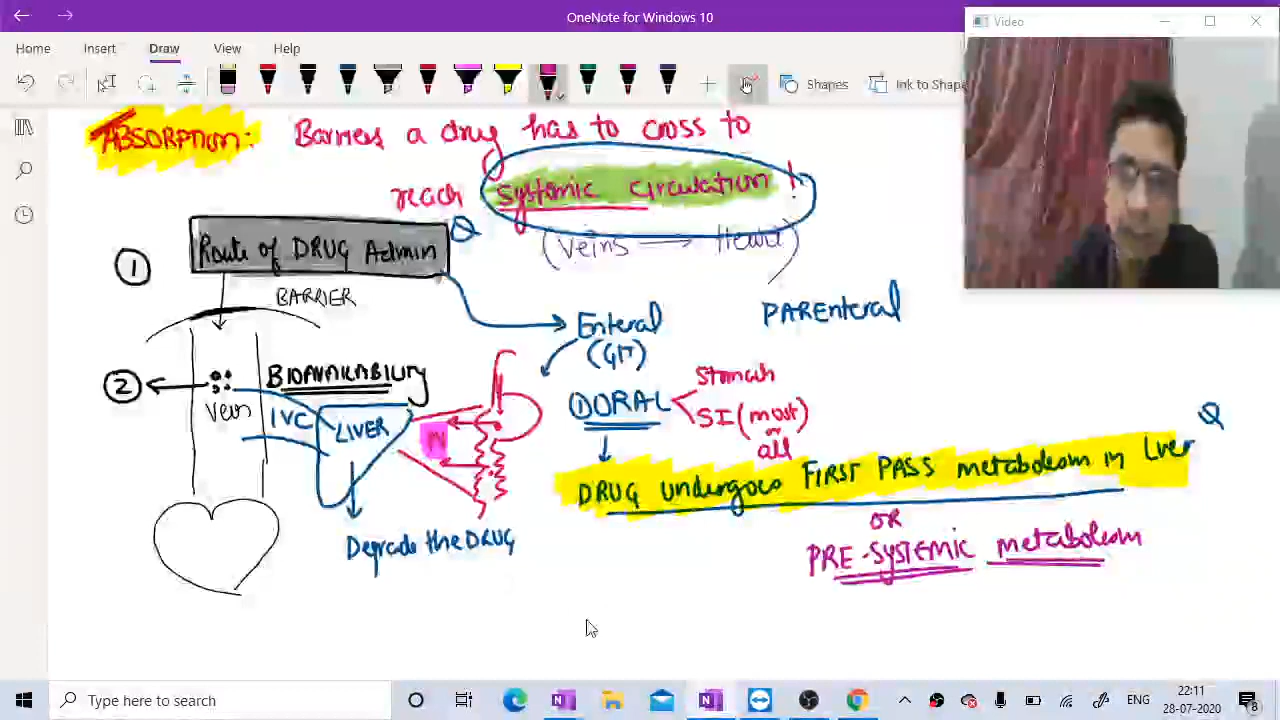 OneNote for Windows 10
Video
Home Insert Draw View Help
Shapes
Ink to Shape
ABSORPTION: Barriers a drug has to cross to
reach systemic circulation !
(Veins → Heart)
Route of DRUG Admin
1
BARRIER
Enteral
(GIT)
PARENteral
2
BIOAVAILABILITY
Vein
IVC
LIVER
Degrade the DRUG
① ORAL
Stomach
SI (most)
or
all
DRUG undergoes FIRST PASS metabolism in Liver
Q
OR
PRE-SYSTEMIC metabolism
Type here to search
ENG
22:11
28-07-2020
8